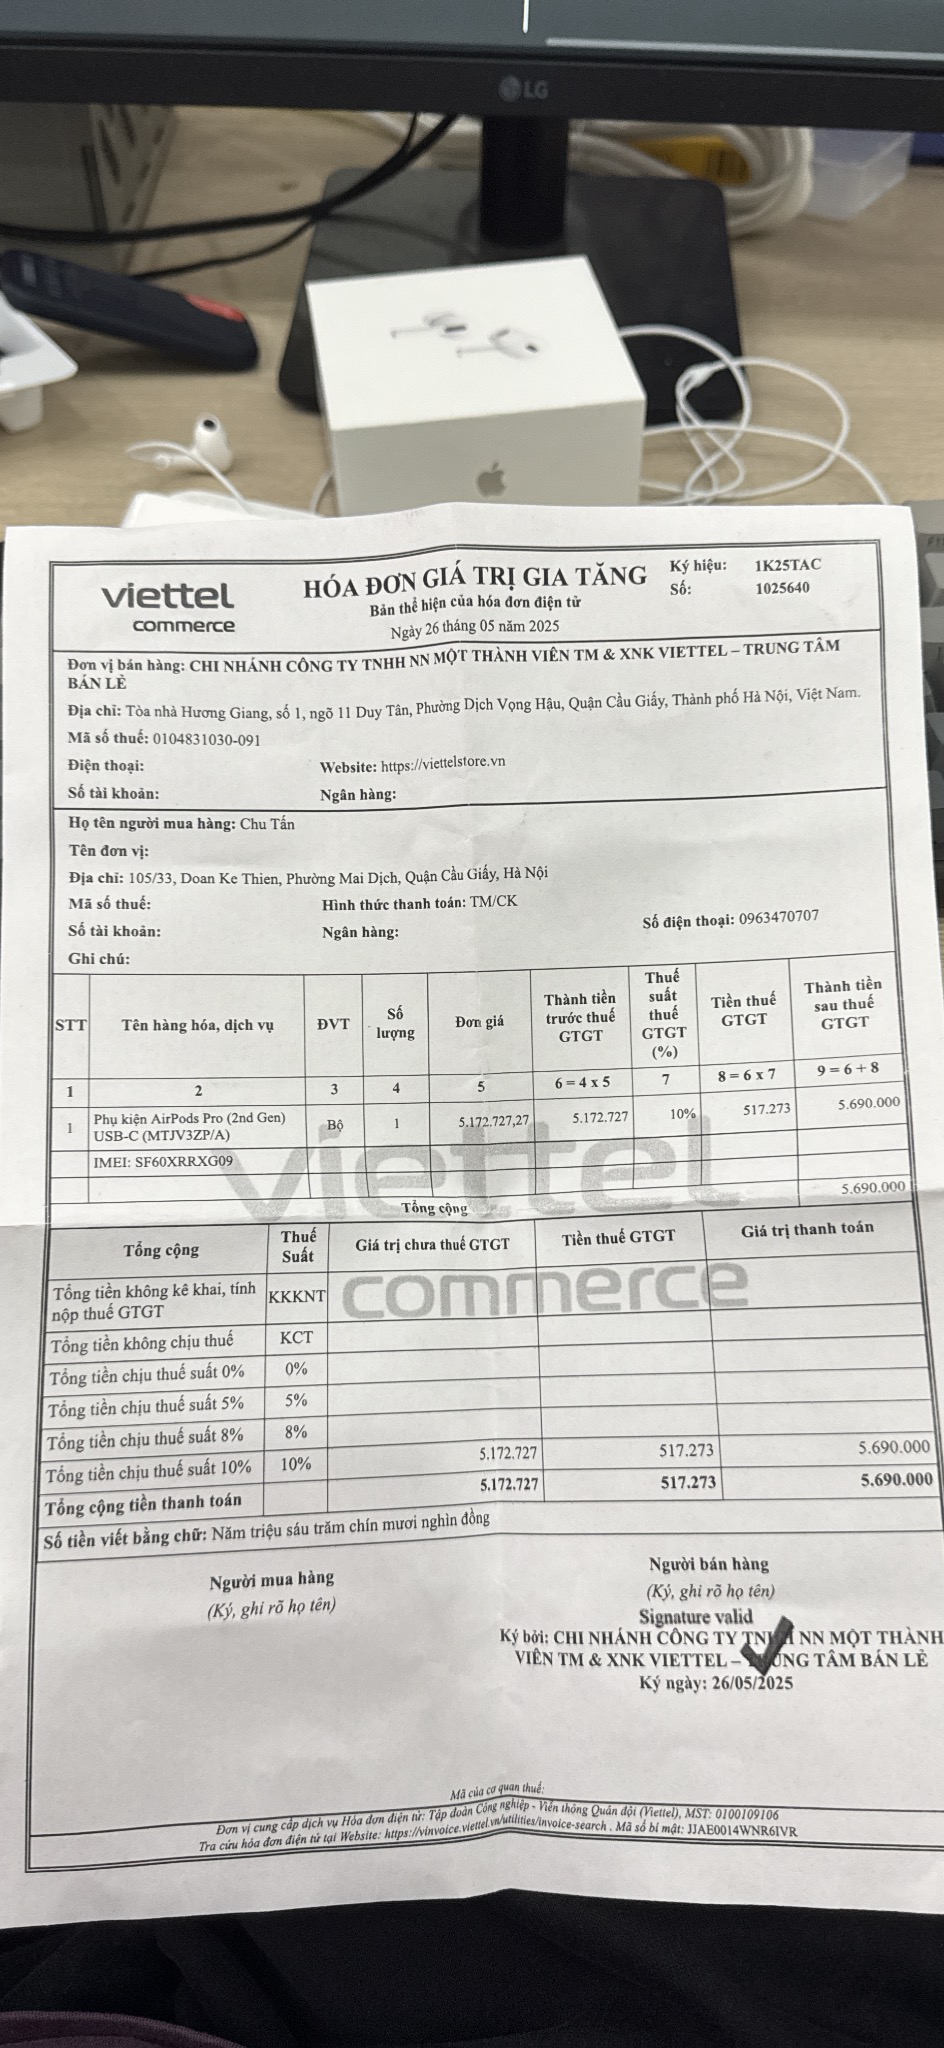 LG
viettel
commerce
HÓA ĐƠN GIÁ TRỊ GIA TĂNG
Bản thể hiện của hóa đơn điện tử
Ngày 26 tháng 05 năm 2025
Ký hiệu: 1K25TAC
Số: 1025640
Đơn vị bán hàng: CHI NHÁNH CÔNG TY TNHH NN MỘT THÀNH VIÊN TM & XNK VIETTEL – TRUNG TÂM
BÁN LẺ
Địa chỉ: Tòa nhà Hương Giang, số 1, ngõ 11 Duy Tân, Phường Dịch Vọng Hậu, Quận Cầu Giấy, Thành phố Hà Nội, Việt Nam.
Mã số thuế: 0104831030-091
Điện thoại: Website: https://viettelstore.vn
Số tài khoản: Ngân hàng:
Họ tên người mua hàng: Chu Tấn
Tên đơn vị:
Địa chỉ: 105/33, Doan Ke Thien, Phường Mai Dịch, Quận Cầu Giấy, Hà Nội
Mã số thuế: Hình thức thanh toán: TM/CK
Số tài khoản: Ngân hàng: Số điện thoại: 0963470707
Ghi chú:
STT Tên hàng hóa, dịch vụ ĐVT Số lượng Đơn giá Thành tiền trước thuế GTGT Thuế suất thuế GTGT (%) Tiền thuế GTGT Thành tiền sau thuế GTGT
1 2 3 4 5 6 = 4 x 5 7 8 = 6 x 7 9 = 6 + 8
1 Phụ kiện AirPods Pro (2nd Gen) USB-C (MTJV3ZP/A) Bộ 1 5.172.727,27 5.172.727 10% 517.273 5.690.000
IMEI: SF60XRRXG09
viettel
Tổng cộng 5.690.000
Tổng cộng Thuế Suất Giá trị chưa thuế GTGT Tiền thuế GTGT Giá trị thanh toán
commerce
Tổng tiền không kê khai, tính nộp thuế GTGT KKKNT
Tổng tiền không chịu thuế KCT
Tổng tiền chịu thuế suất 0% 0%
Tổng tiền chịu thuế suất 5% 5%
Tổng tiền chịu thuế suất 8% 8%
Tổng tiền chịu thuế suất 10% 10% 5.172.727 517.273 5.690.000
Tổng cộng tiền thanh toán 5.172.727 517.273 5.690.000
Số tiền viết bằng chữ: Năm triệu sáu trăm chín mươi nghìn đồng
Người mua hàng
(Ký, ghi rõ họ tên)
Người bán hàng
(Ký, ghi rõ họ tên)
Signature valid
Ký bởi: CHI NHÁNH CÔNG TY TNHH NN MỘT THÀNH
VIÊN TM & XNK VIETTEL – TRUNG TÂM BÁN LẺ
Ký ngày: 26/05/2025
Mã của cơ quan thuế:
Đơn vị cung cấp dịch vụ Hóa đơn điện tử: Tập đoàn Công nghiệp - Viễn thông Quân đội (Viettel), MST: 0100109106
Tra cứu hóa đơn điện tử tại Website: https://vinvoice.viettel.vn/utilities/invoice-search . Mã số bí mật: JJAE0014WNR6IVR